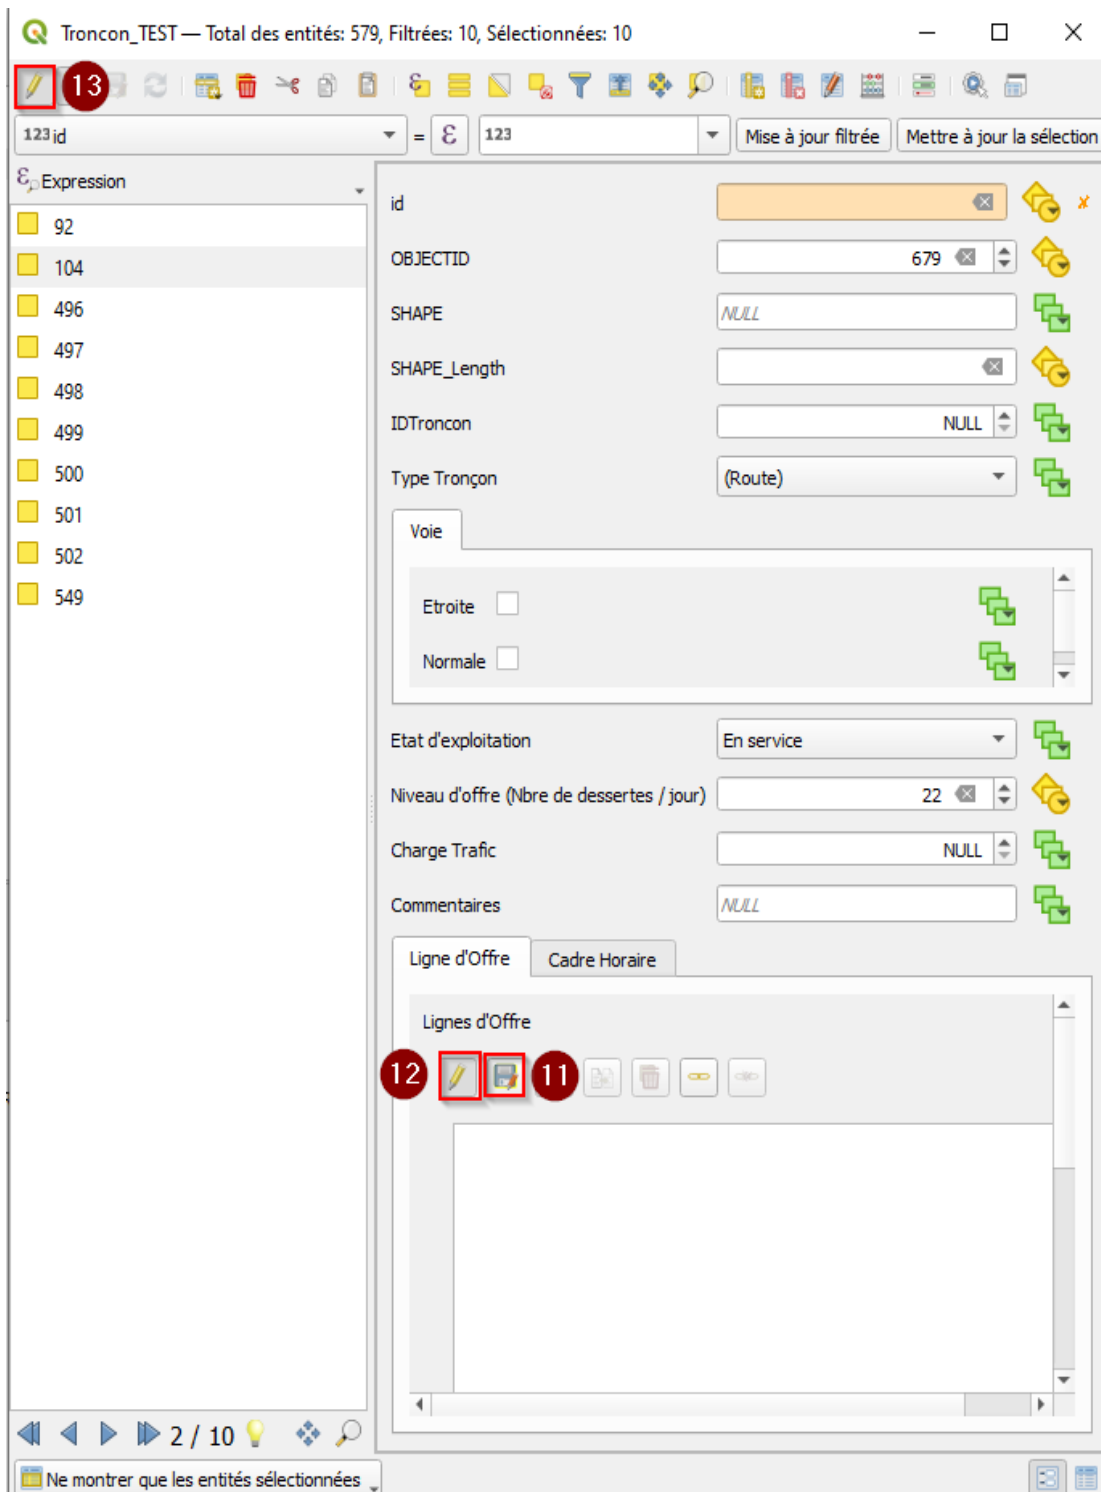 Troncon_TEST — Total des entités: 579, Filtrées: 10, Sélectionnées: 10
13
123 id
=
ε
123
Mise à jour filtrée
Mettre à jour la sélection
Expression
92
104
496
497
498
499
500
501
502
549
id
OBJECTID
679
SHAPE
NULL
SHAPE_Length
IDTroncon
NULL
Type Tronçon
(Route)
Voie
Etroite
Normale
Etat d'exploitation
En service
Niveau d'offre (Nbre de dessertes / jour)
22
Charge Trafic
NULL
Commentaires
NULL
Ligne d'Offre
Cadre Horaire
Lignes d'Offre
12
11
2 / 10
Ne montrer que les entités sélectionnées